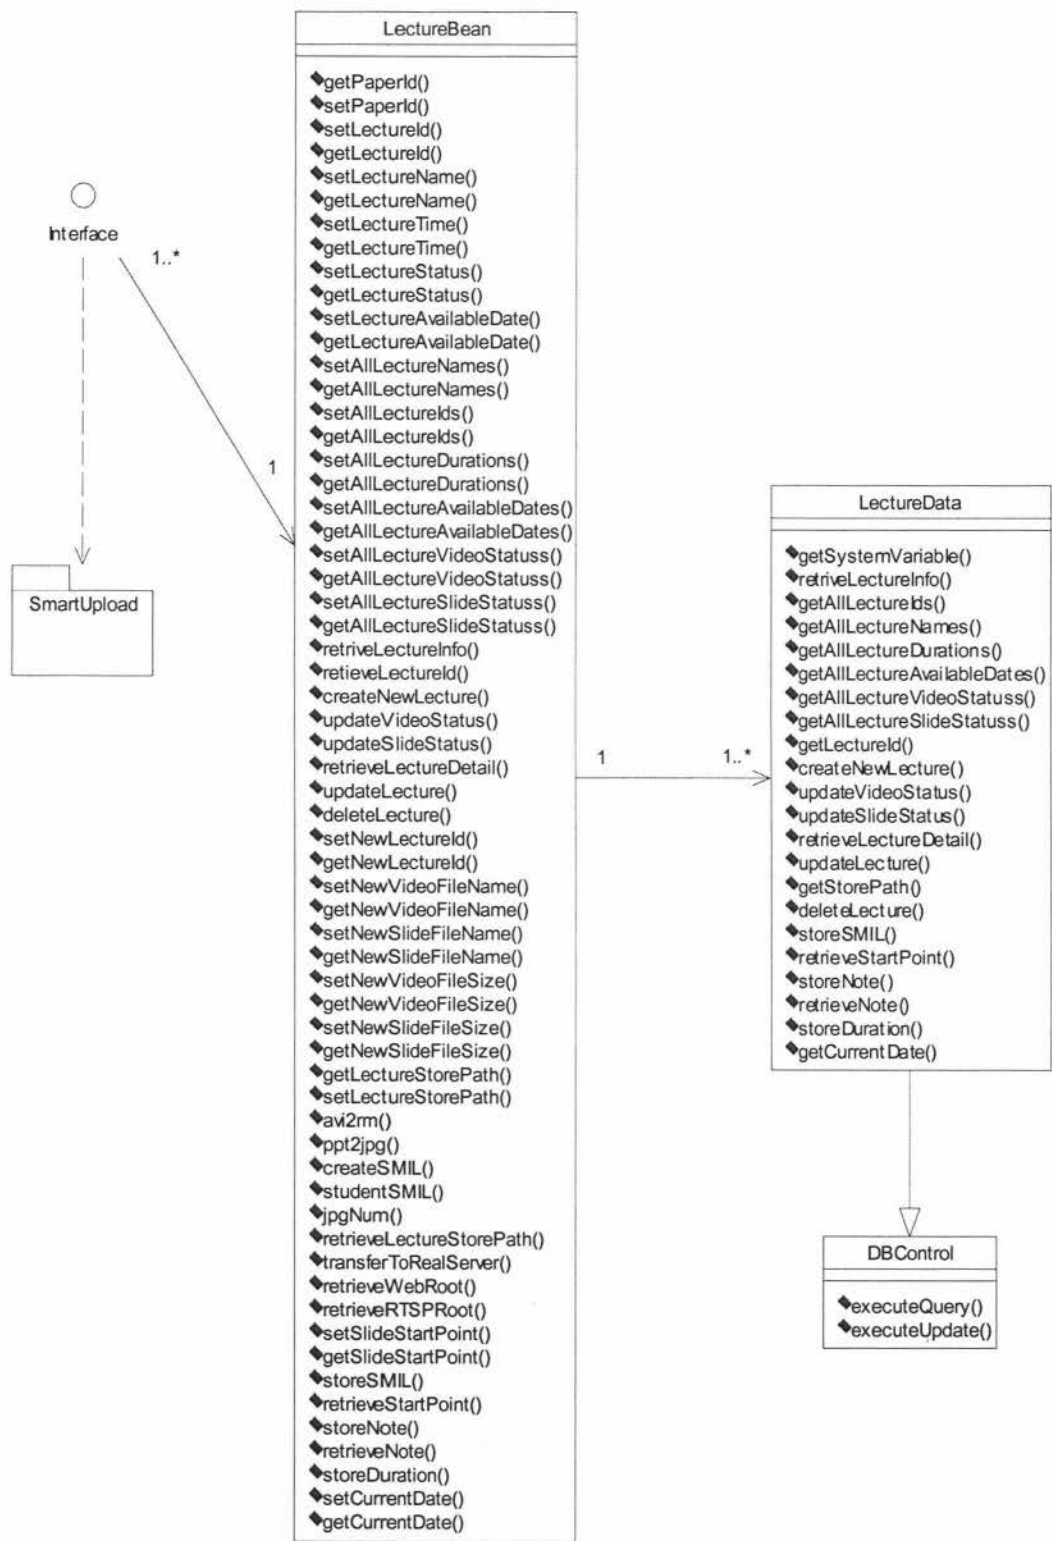 LectureBean
getPaperId()
setPaperId()
setLectureId()
getLectureId()
setLectureName()
getLectureName()
setLectureTime()
getLectureTime()
setLectureStatus()
getLectureStatus()
setLectureAvailableDate()
getLectureAvailableDate()
setAllLectureNames()
getAllLectureNames()
setAllLectureIds()
getAllLectureIds()
setAllLectureDurations()
getAllLectureDurations()
setAllLectureAvailableDates()
getAllLectureAvailableDates()
setAllLectureVideoStatuss()
getAllLectureVideoStatuss()
setAllLectureSlideStatuss()
getAllLectureSlideStatuss()
retriveLectureInfo()
retieveLectureId()
createNewLecture()
updateVideoStatus()
updateSlideStatus()
retrieveLectureDetail()
updateLecture()
deleteLecture()
setNewLectureId()
getNewLectureId()
setNewVideoFileName()
getNewVideoFileName()
setNewSlideFileName()
getNewSlideFileName()
setNewVideoFileSize()
getNewVideoFileSize()
setNewSlideFileSize()
getNewSlideFileSize()
getLectureStorePath()
setLectureStorePath()
avi2rm()
ppt2jpg()
createSMIL()
studentSMIL()
jpgNum()
retrieveLectureStorePath()
transferToRealServer()
retrieveWebRoot()
retrieveRTSPRoot()
setSlideStartPoint()
getSlideStartPoint()
storeSMIL()
retrieveStartPoint()
storeNote()
retrieveNote()
storeDuration()
setCurrentDate()
getCurrentDate()
Interface
1..*
1
SmartUpload
1
1..*
LectureData
getSystemVariable()
retriveLectureInfo()
getAllLectureIds()
getAllLectureNames()
getAllLectureDurations()
getAllLectureAvailableDates()
getAllLectureVideoStatuss()
getAllLectureSlideStatuss()
getLectureId()
createNewLecture()
updateVideoStatus()
updateSlideStatus()
retrieveLectureDetail()
updateLecture()
getStorePath()
deleteLecture()
storeSMIL()
retrieveStartPoint()
storeNote()
retrieveNote()
storeDuration()
getCurrentDate()
DBControl
executeQuery()
executeUpdate()